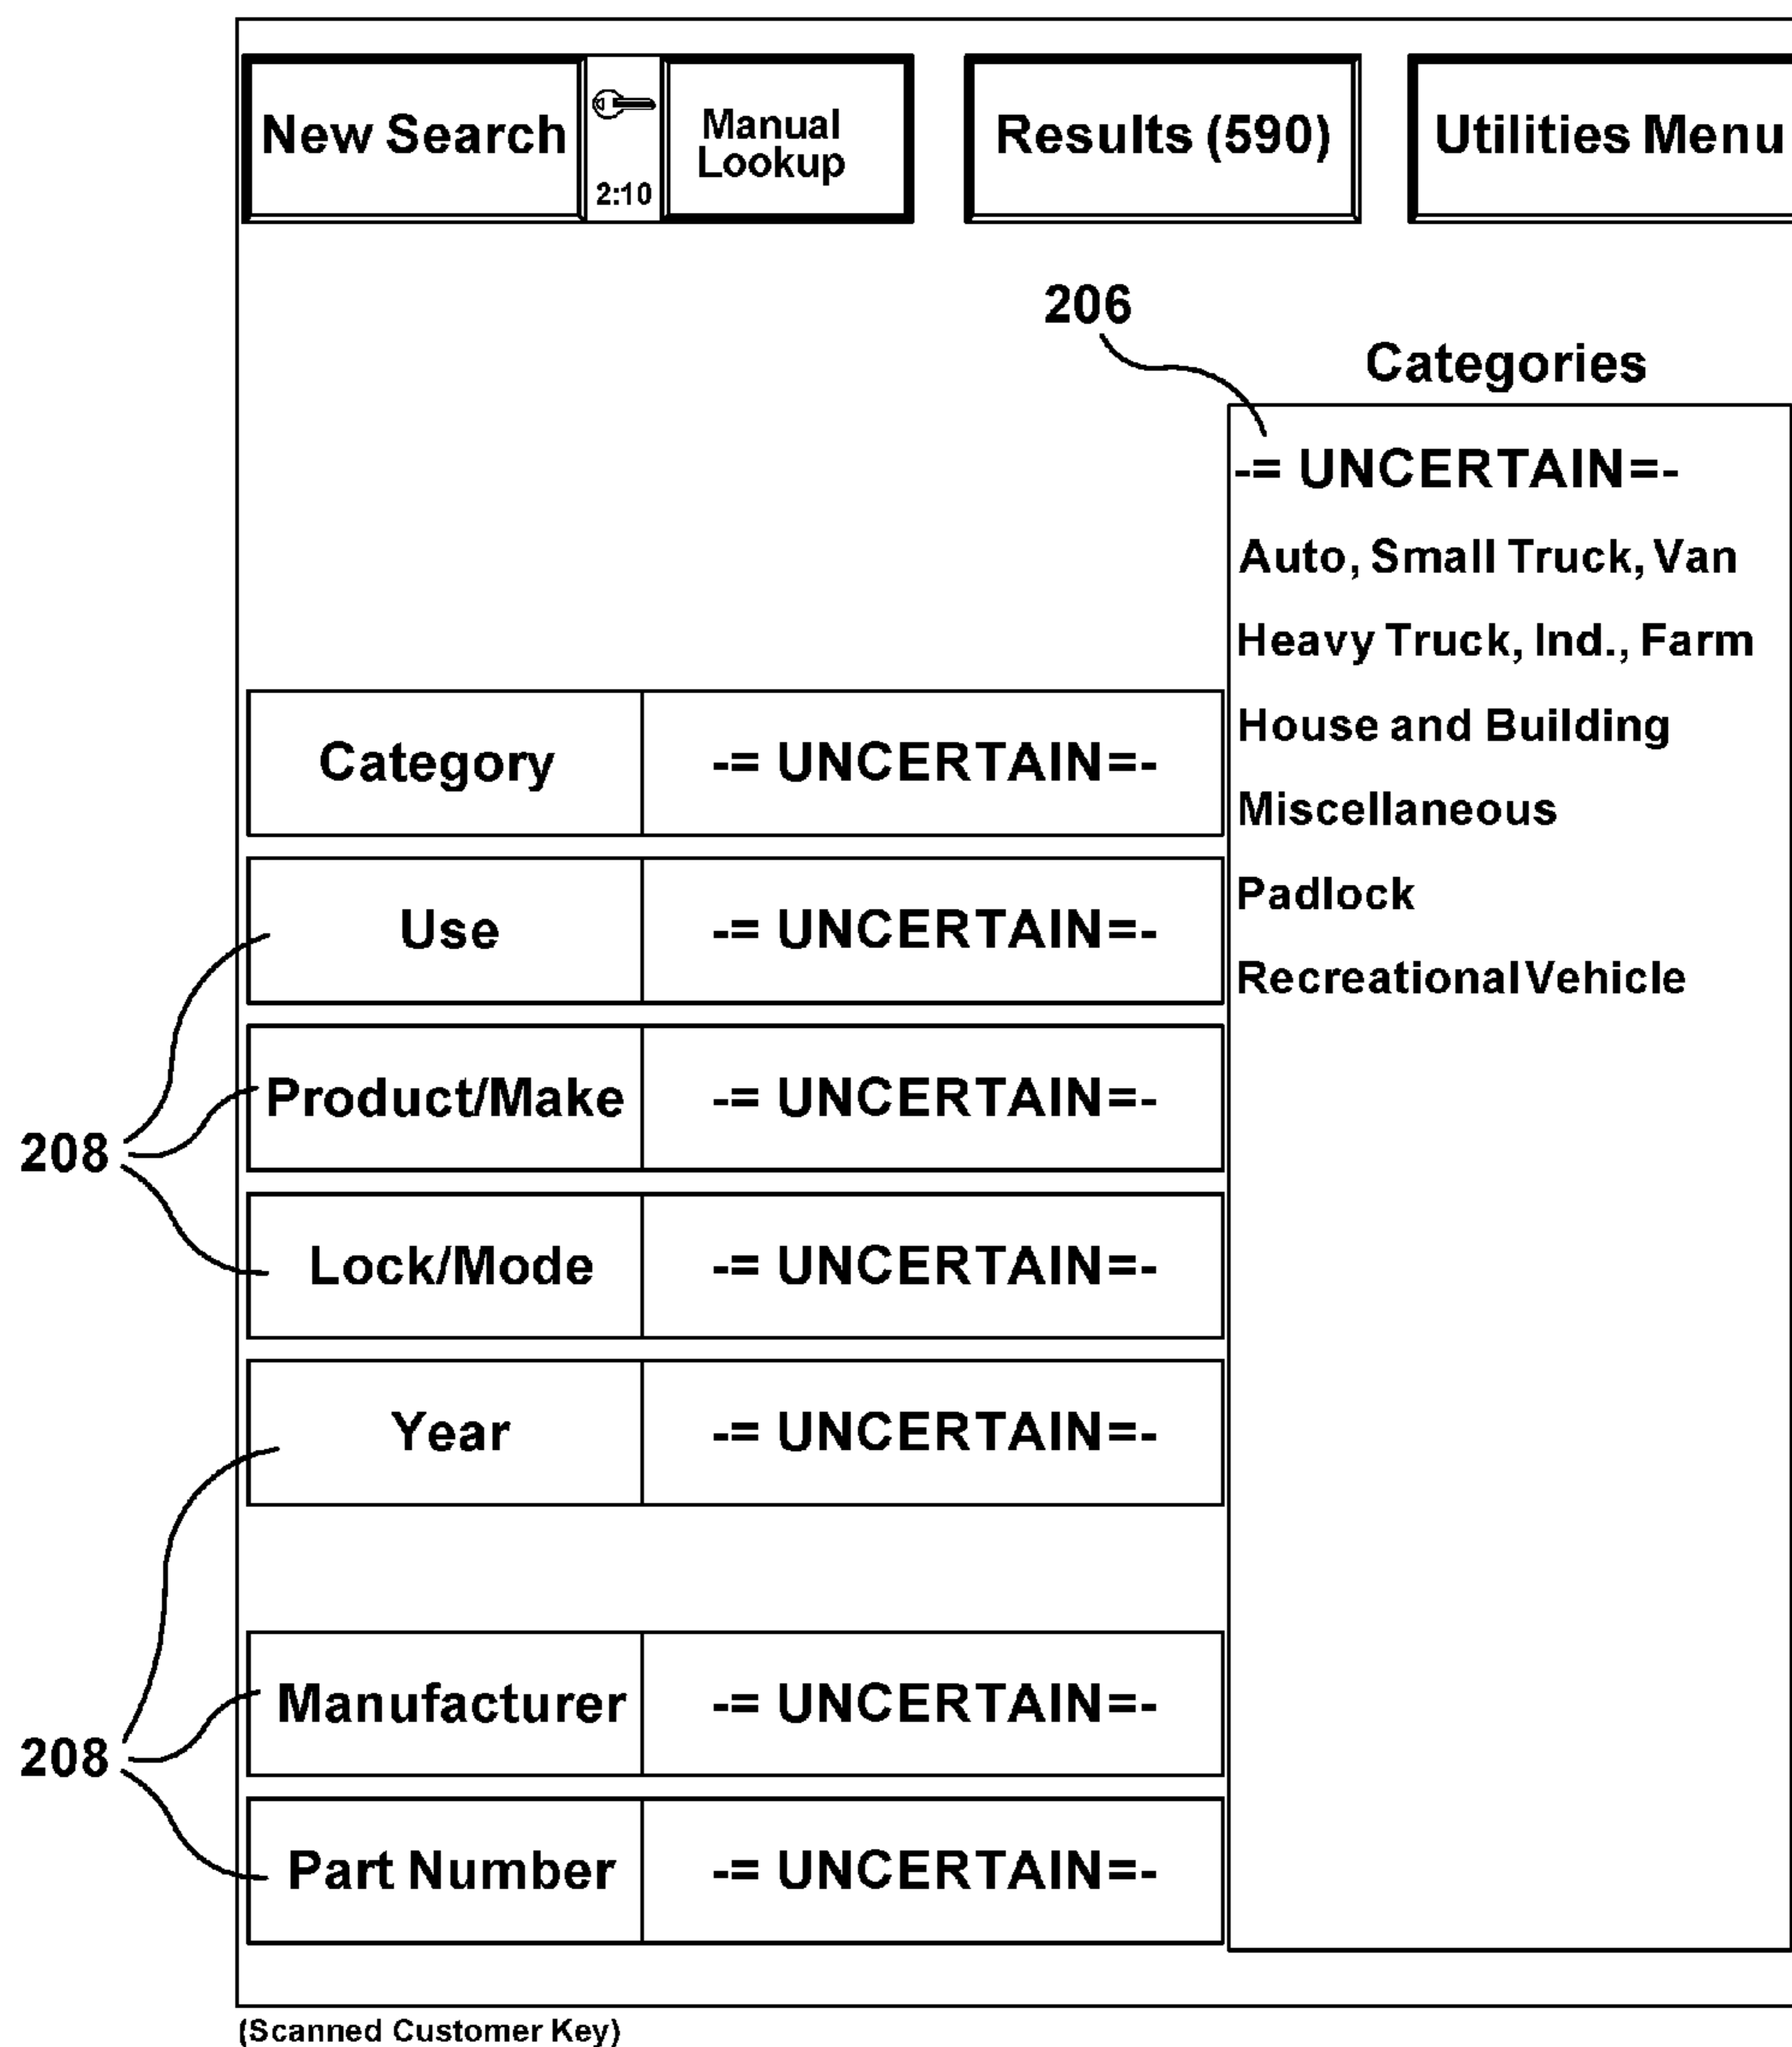 New Search
2:10
Manual
Lookup
Results (590)
Utilities Menu
206
Categories
-= UNCERTAIN=-
Auto, Small Truck, Van
Heavy Truck, Ind., Farm
House and Building
Miscellaneous
Padlock
Recreational Vehicle
Category -= UNCERTAIN=-
Use -= UNCERTAIN=-
Product/Make -= UNCERTAIN=-
208
Lock/Mode -= UNCERTAIN=-
Year -= UNCERTAIN=-
Manufacturer -= UNCERTAIN=-
208
Part Number -= UNCERTAIN=-
(Scanned Customer Key)